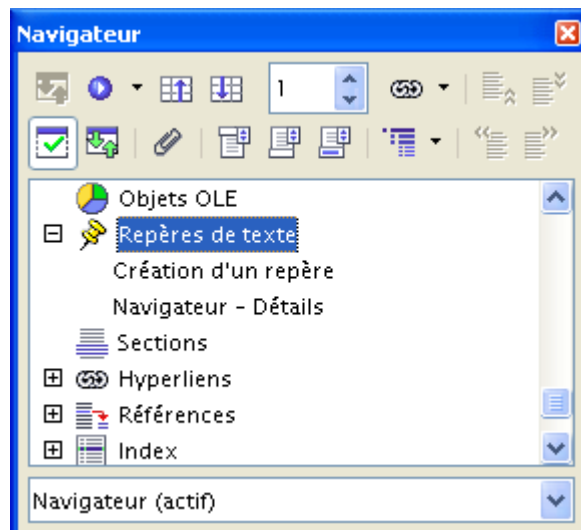 Navigateur
1
Objets OLE
Repères de texte
Création d'un repère
Navigateur – Détails
Sections
Hyperliens
Références
Index
Navigateur (actif)